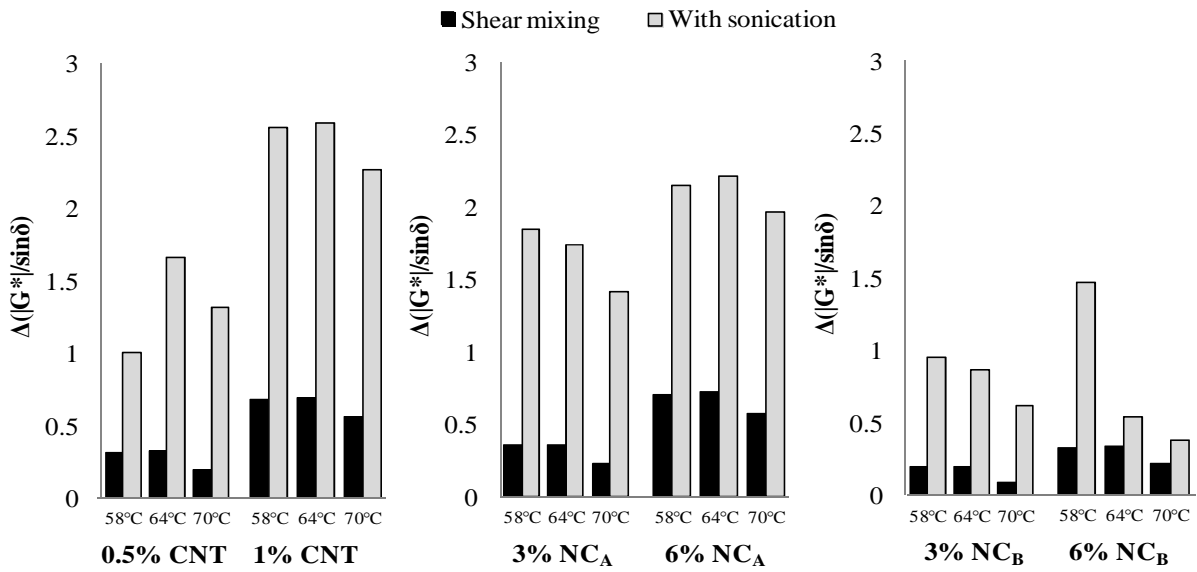 Shear mixing With sonication
3
2.5
2
1.5
1
0.5
0
Δ(|G*|/sinδ)
58°C 64°C 70°C 58°C 64°C 70°C
0.5% CNT 1% CNT
3
2.5
2
1.5
1
0.5
0
Δ(|G*|/sinδ)
58°C 64°C 70°C 58°C 64°C 70°C
3% NCA 6% NCA
3
2.5
2
1.5
1
0.5
0
Δ(|G*|/sinδ)
58°C 64°C 70°C 58°C 64°C 70°C
3% NCB 6% NCB